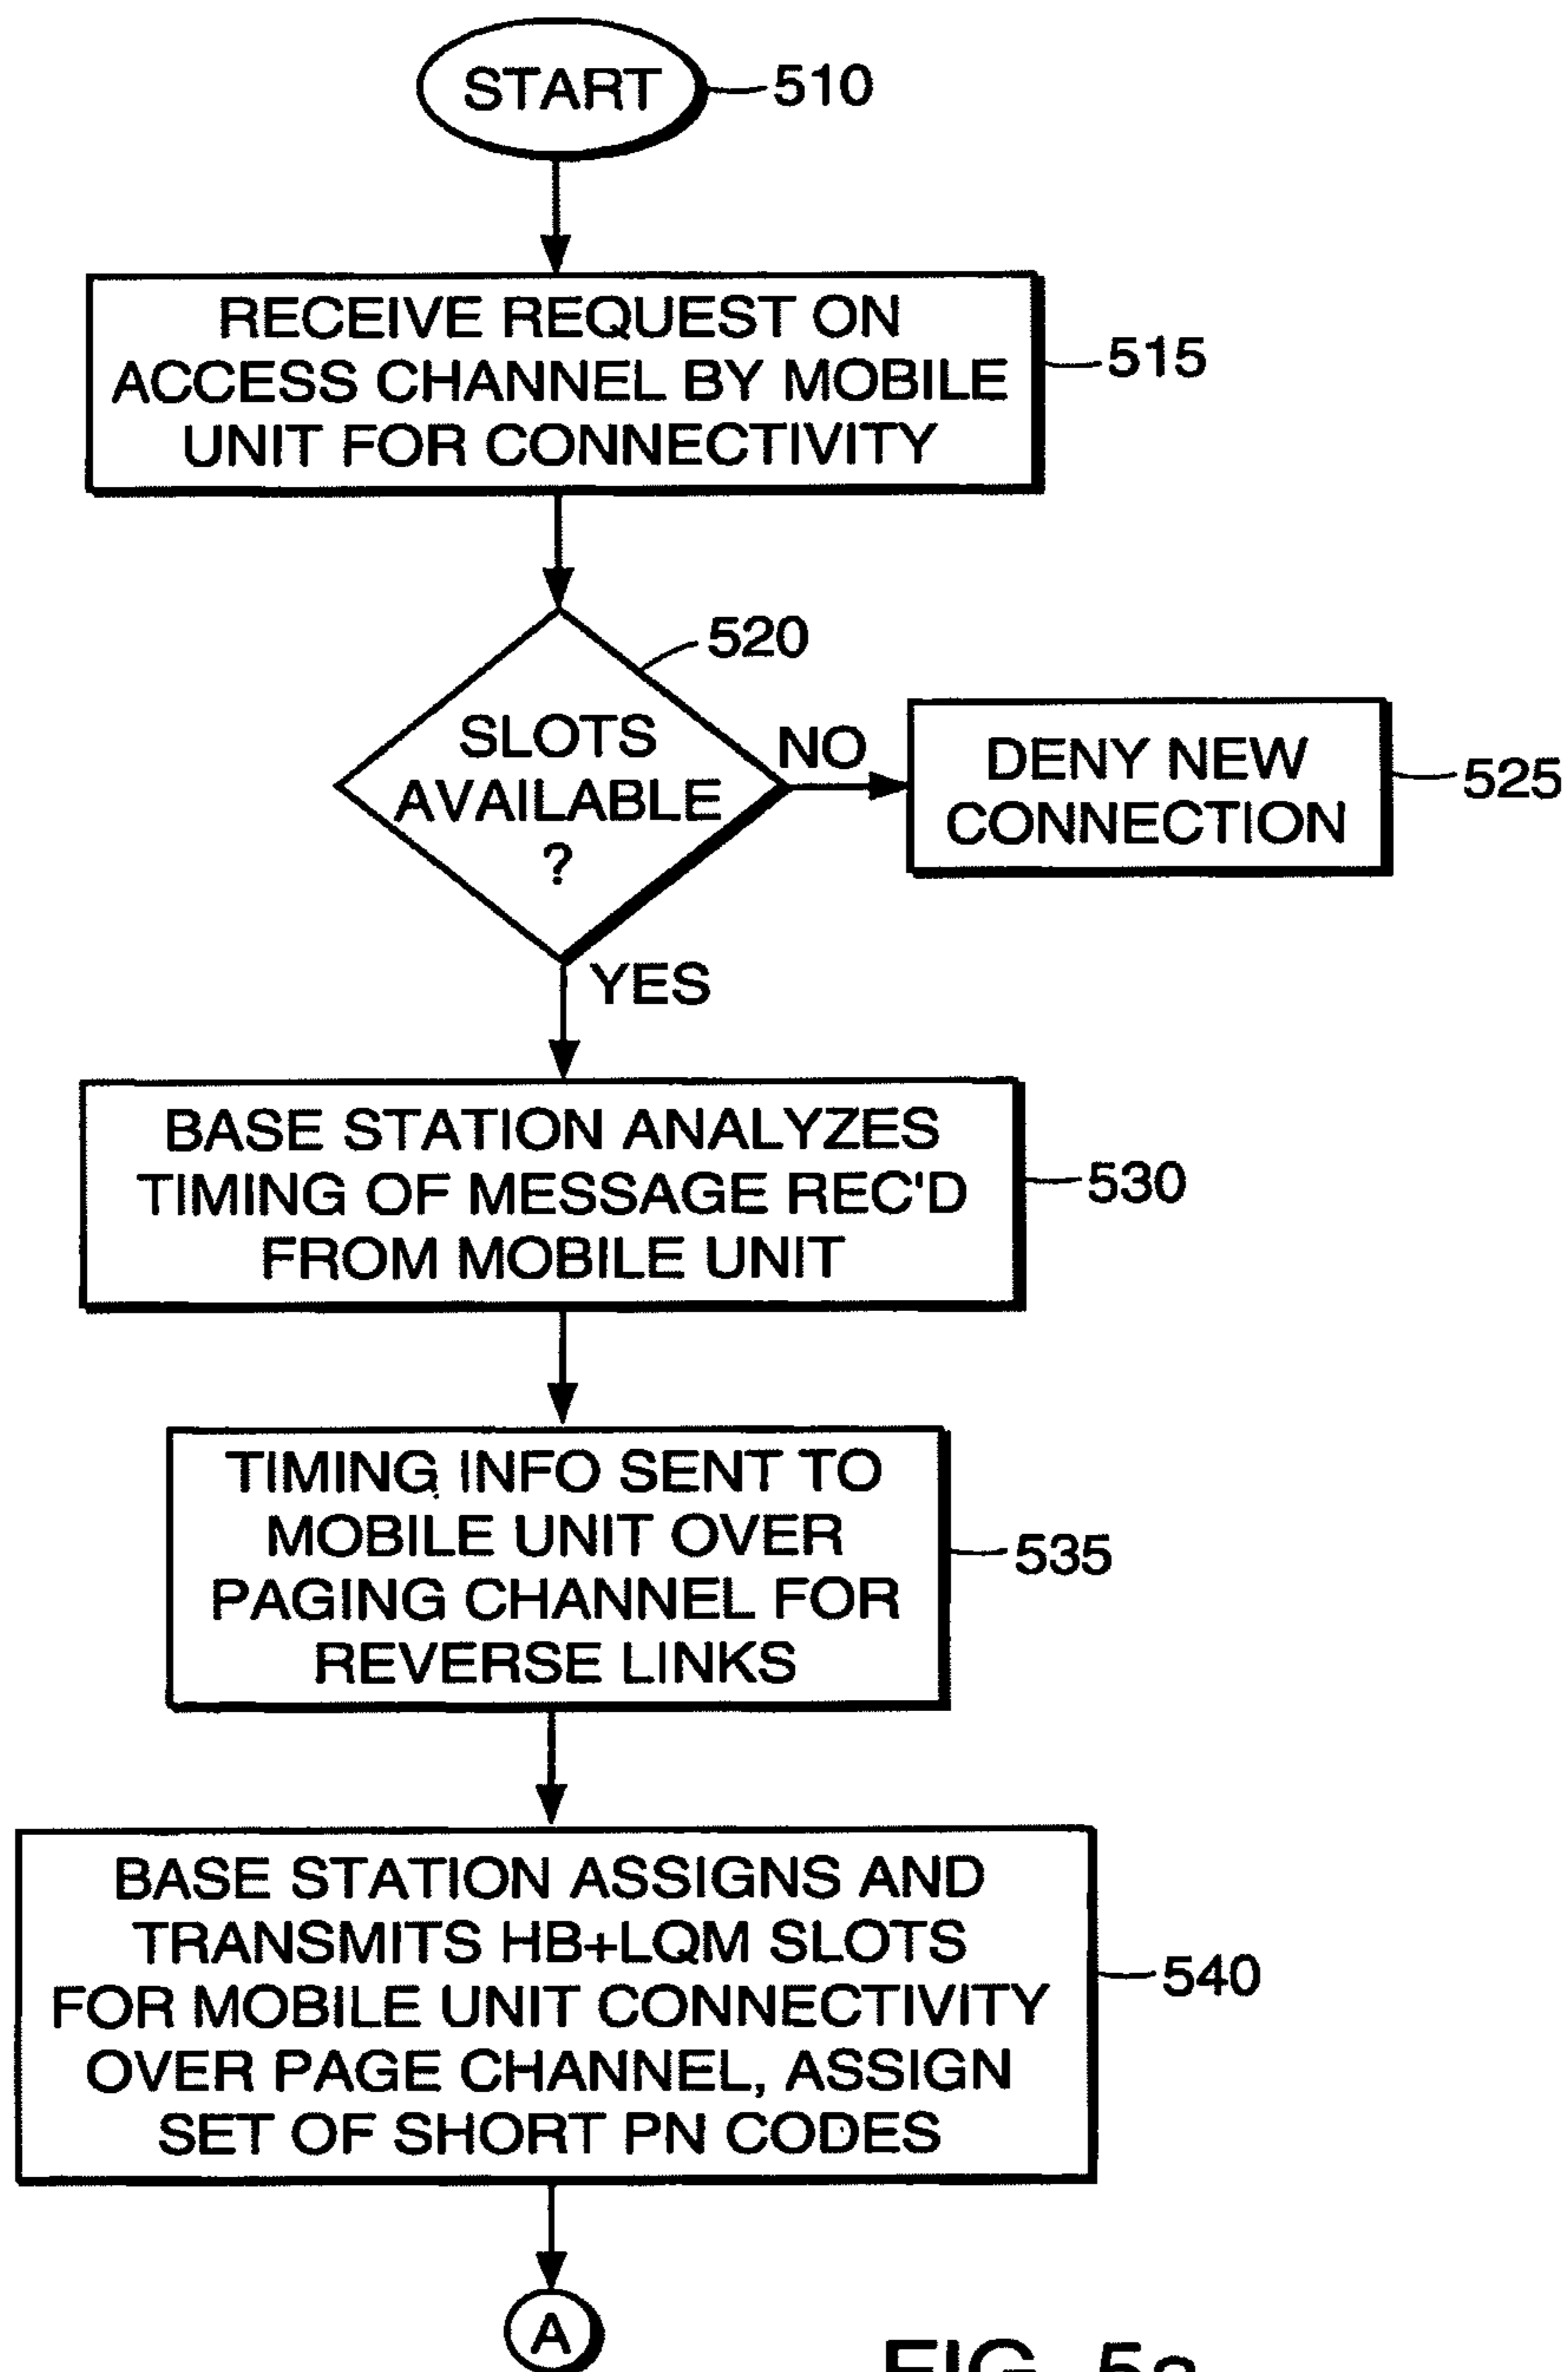 START
510
RECEIVE REQUEST ON
ACCESS CHANNEL BY MOBILE
UNIT FOR CONNECTIVITY
515
520
SLOTS
AVAILABLE
?
NO
DENY NEW
CONNECTION
525
YES
BASE STATION ANALYZES
TIMING OF MESSAGE REC'D
FROM MOBILE UNIT
530
TIMING INFO SENT TO
MOBILE UNIT OVER
PAGING CHANNEL FOR
REVERSE LINKS
535
BASE STATION ASSIGNS AND
TRANSMITS HB+LQM SLOTS
FOR MOBILE UNIT CONNECTIVITY
OVER PAGE CHANNEL, ASSIGN
SET OF SHORT PN CODES
540
A
FIG. 5a